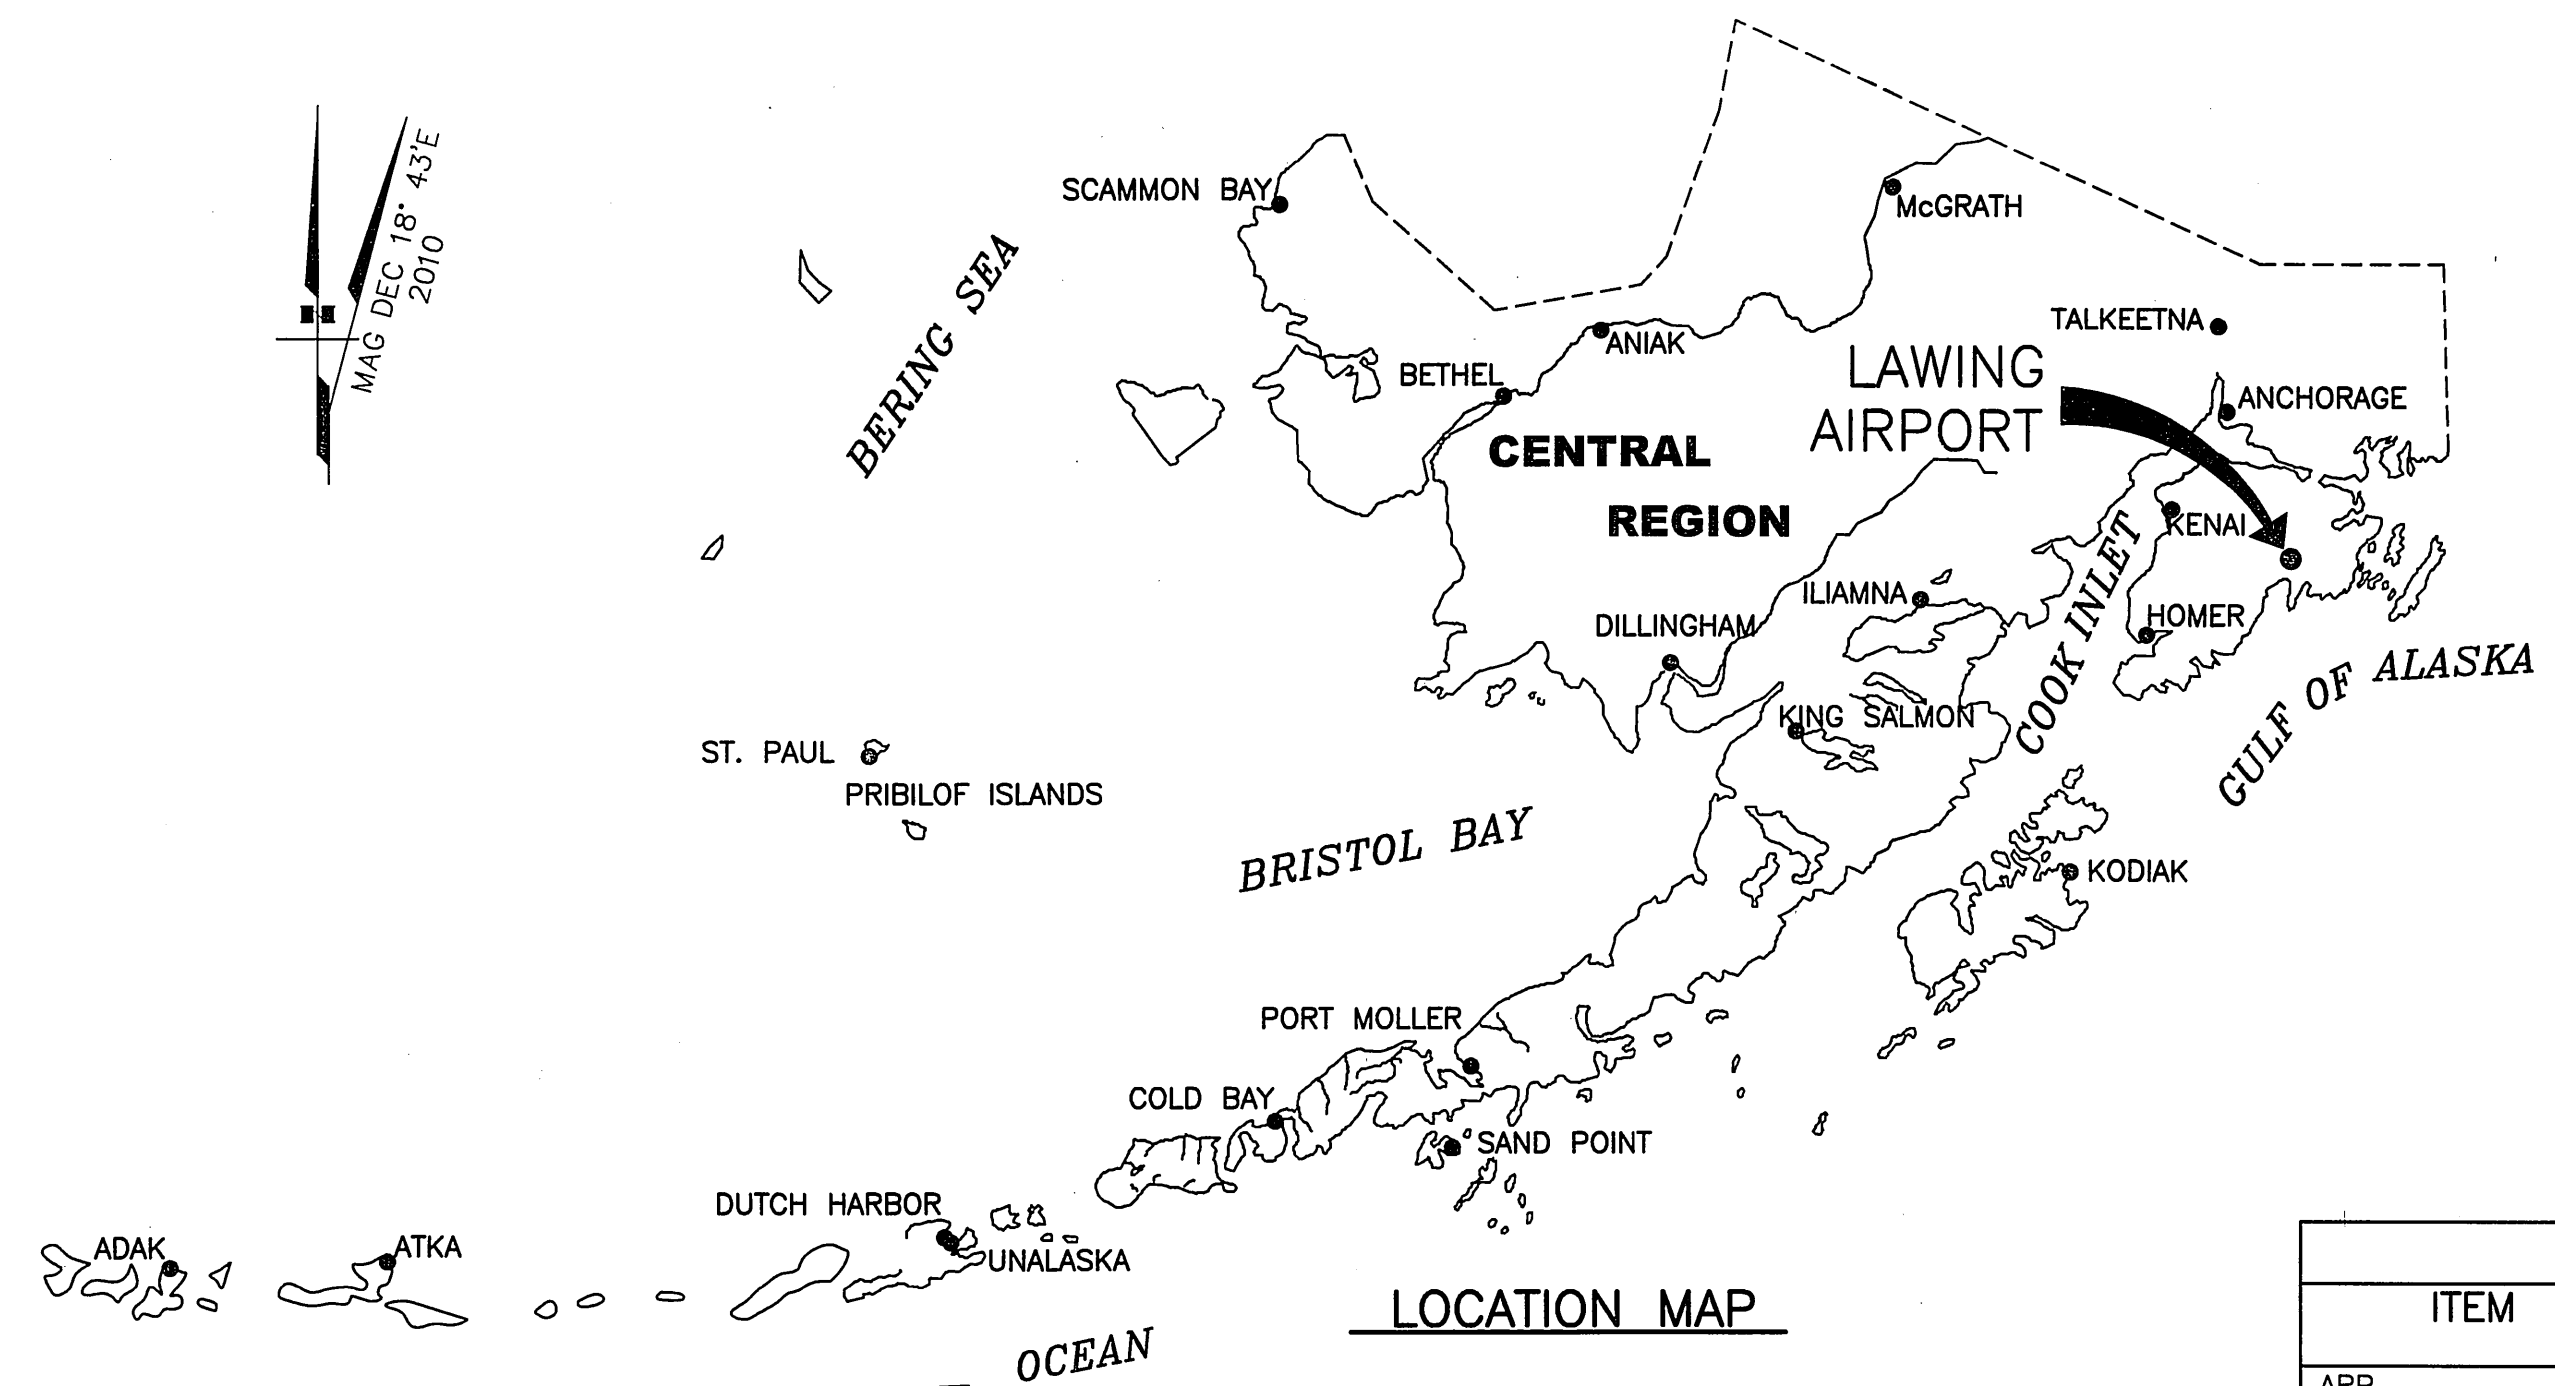 MAG DEC 18° 43'E
2010
SCAMMON BAY
McGRATH
BERING SEA
TALKEETNA
ANIAK
BETHEL
LAWING
AIRPORT
ANCHORAGE
CENTRAL
REGION
KENAI
ILIAMNA
HOMER
DILLINGHAM
COOK INLET
GULF OF ALASKA
KING SALMON
ST. PAUL
PRIBILOF ISLANDS
BRISTOL BAY
KODIAK
PORT MOLLER
COLD BAY
SAND POINT
DUTCH HARBOR
UNALASKA
ADAK
ATKA
LOCATION MAP
OCEAN
ITEM